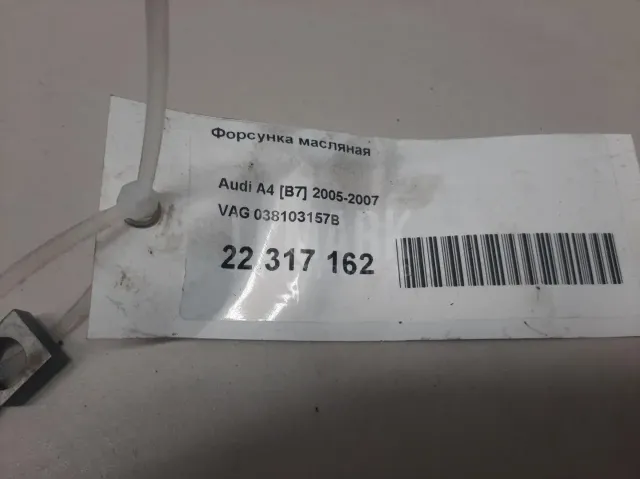 Форсунка масляная
Audi A4 [B7] 2005-2007
VAG 038103157B
22 317 162